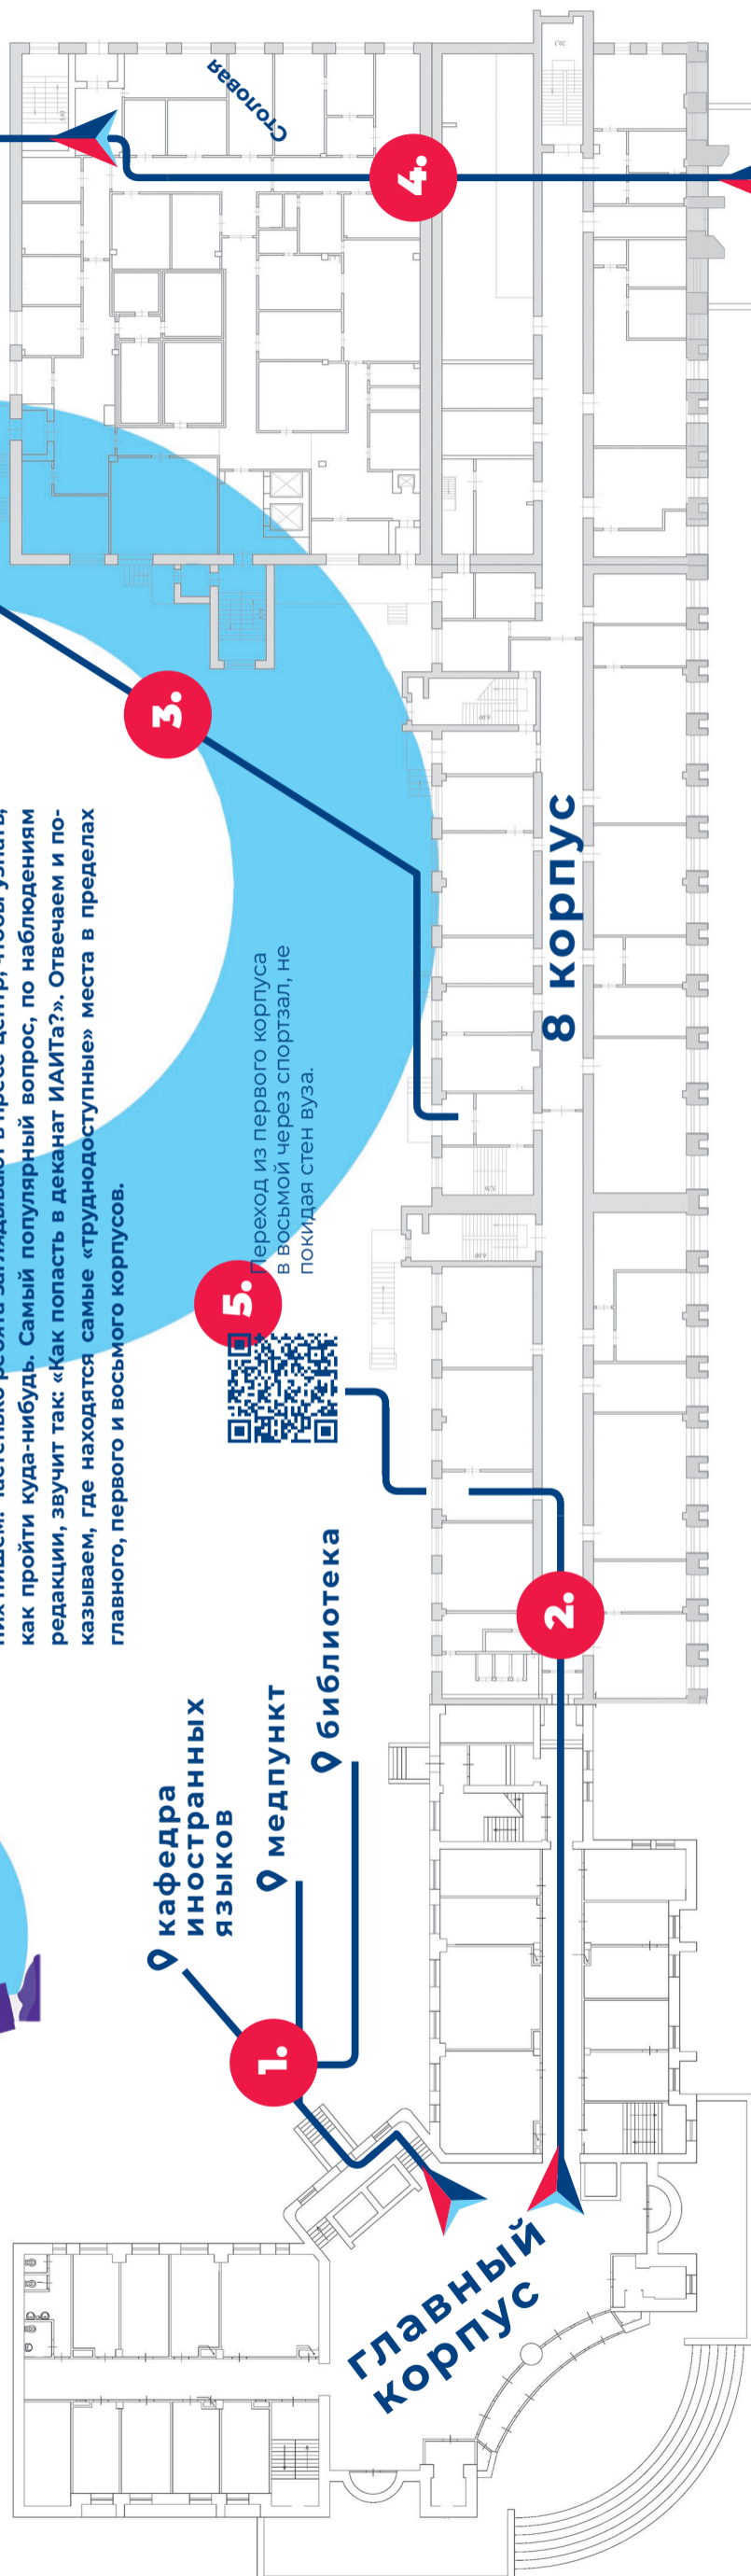 как пройти куда-нибудь. Самый популярный вопрос, по наблюдениям
редакции, звучит так: «Как попасть в деканат ИААИТа?». Отвечаем и по-
казываем, где находятся самые «труднодоступные» места в пределах
главного, первого и восьмого корпусов.
Столовая
4.
3.
Переход из первого корпуса
в восьмой через спортзал, не
покидая стен вуза.
5.
8 корпус
2.
кафедра
иностранных
языков
медпункт
библиотека
1.
главный
корпус